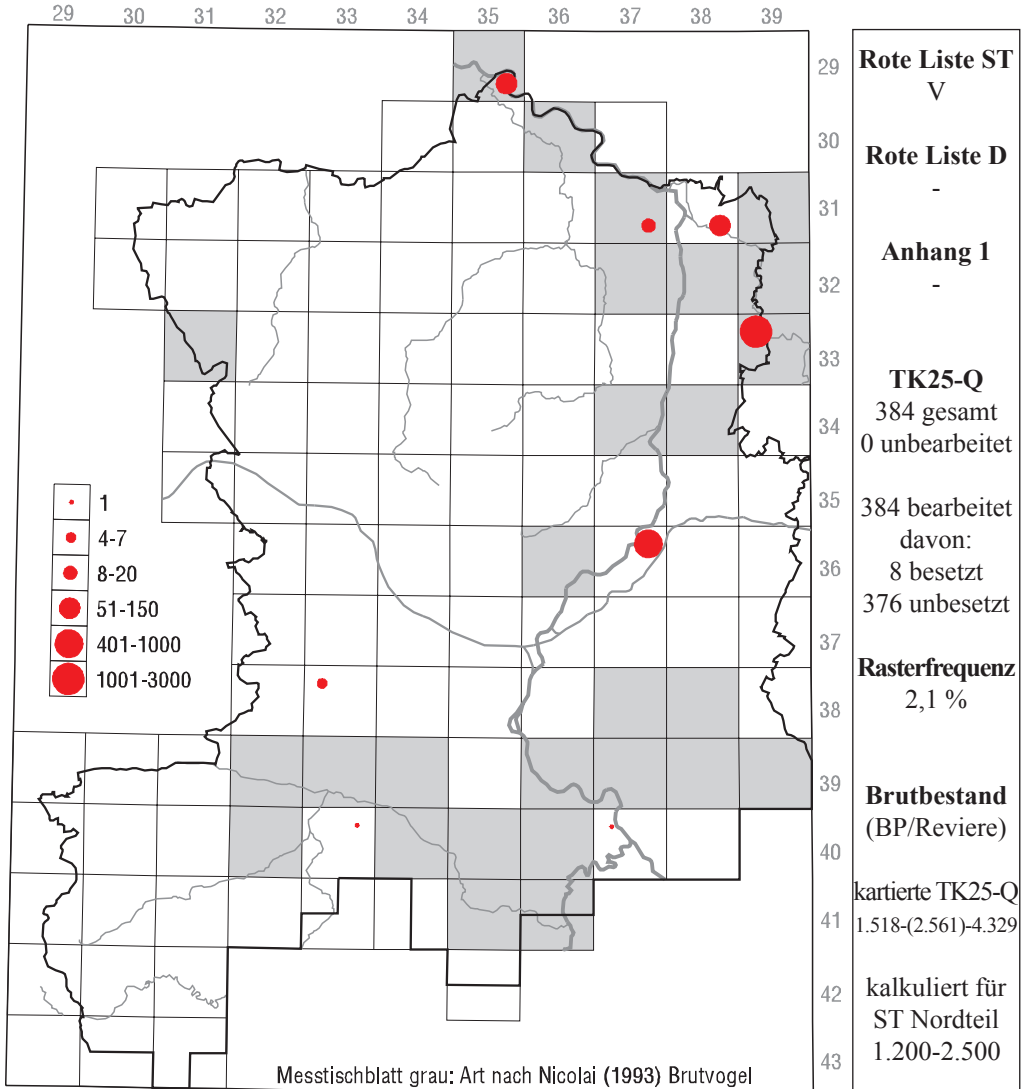 29 30 31 32 33 34 35 36 37 38 39
29
30
31
32
33
34
35
36
37
38
39
40
41
42
43
1
4-7
8-20
51-150
401-1000
1001-3000
Messtischblatt grau: Art nach Nicolai (1993) Brutvogel
Rote Liste ST
V
Rote Liste D
-
Anhang 1
-
TK25-Q
384 gesamt
0 unbearbeitet
384 bearbeitet
davon:
8 besetzt
376 unbesetzt
Rasterfrequenz
2,1 %
Brutbestand
(BP/Reviere)
kartierte TK25-Q
1.518-(2.561)-4.329
kalkuliert für
ST Nordteil
1.200-2.500